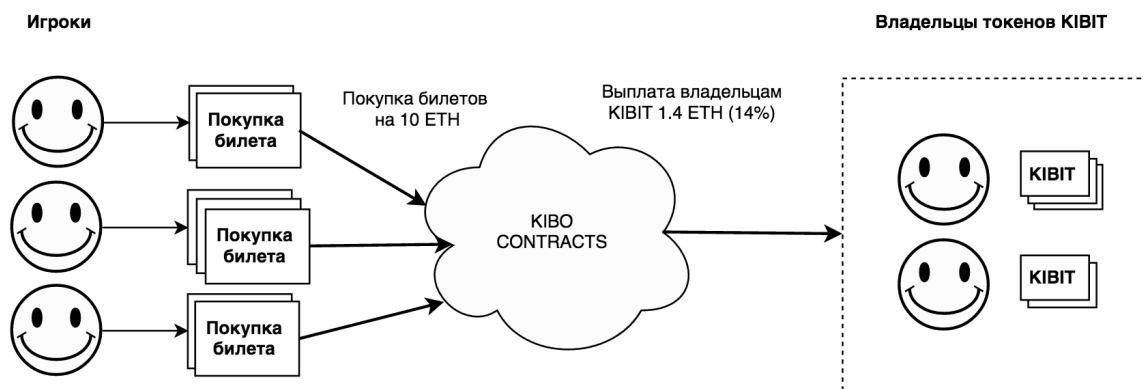 Игроки
Владельцы токенов KIBIT
Покупка билетов
на 10 ETH
Выплата владельцам
KIBIT 1.4 ETH (14%)
Покупка
билета
Покупка
билета
Покупка
билета
KIBO
CONTRACTS
KIBIT
KIBIT